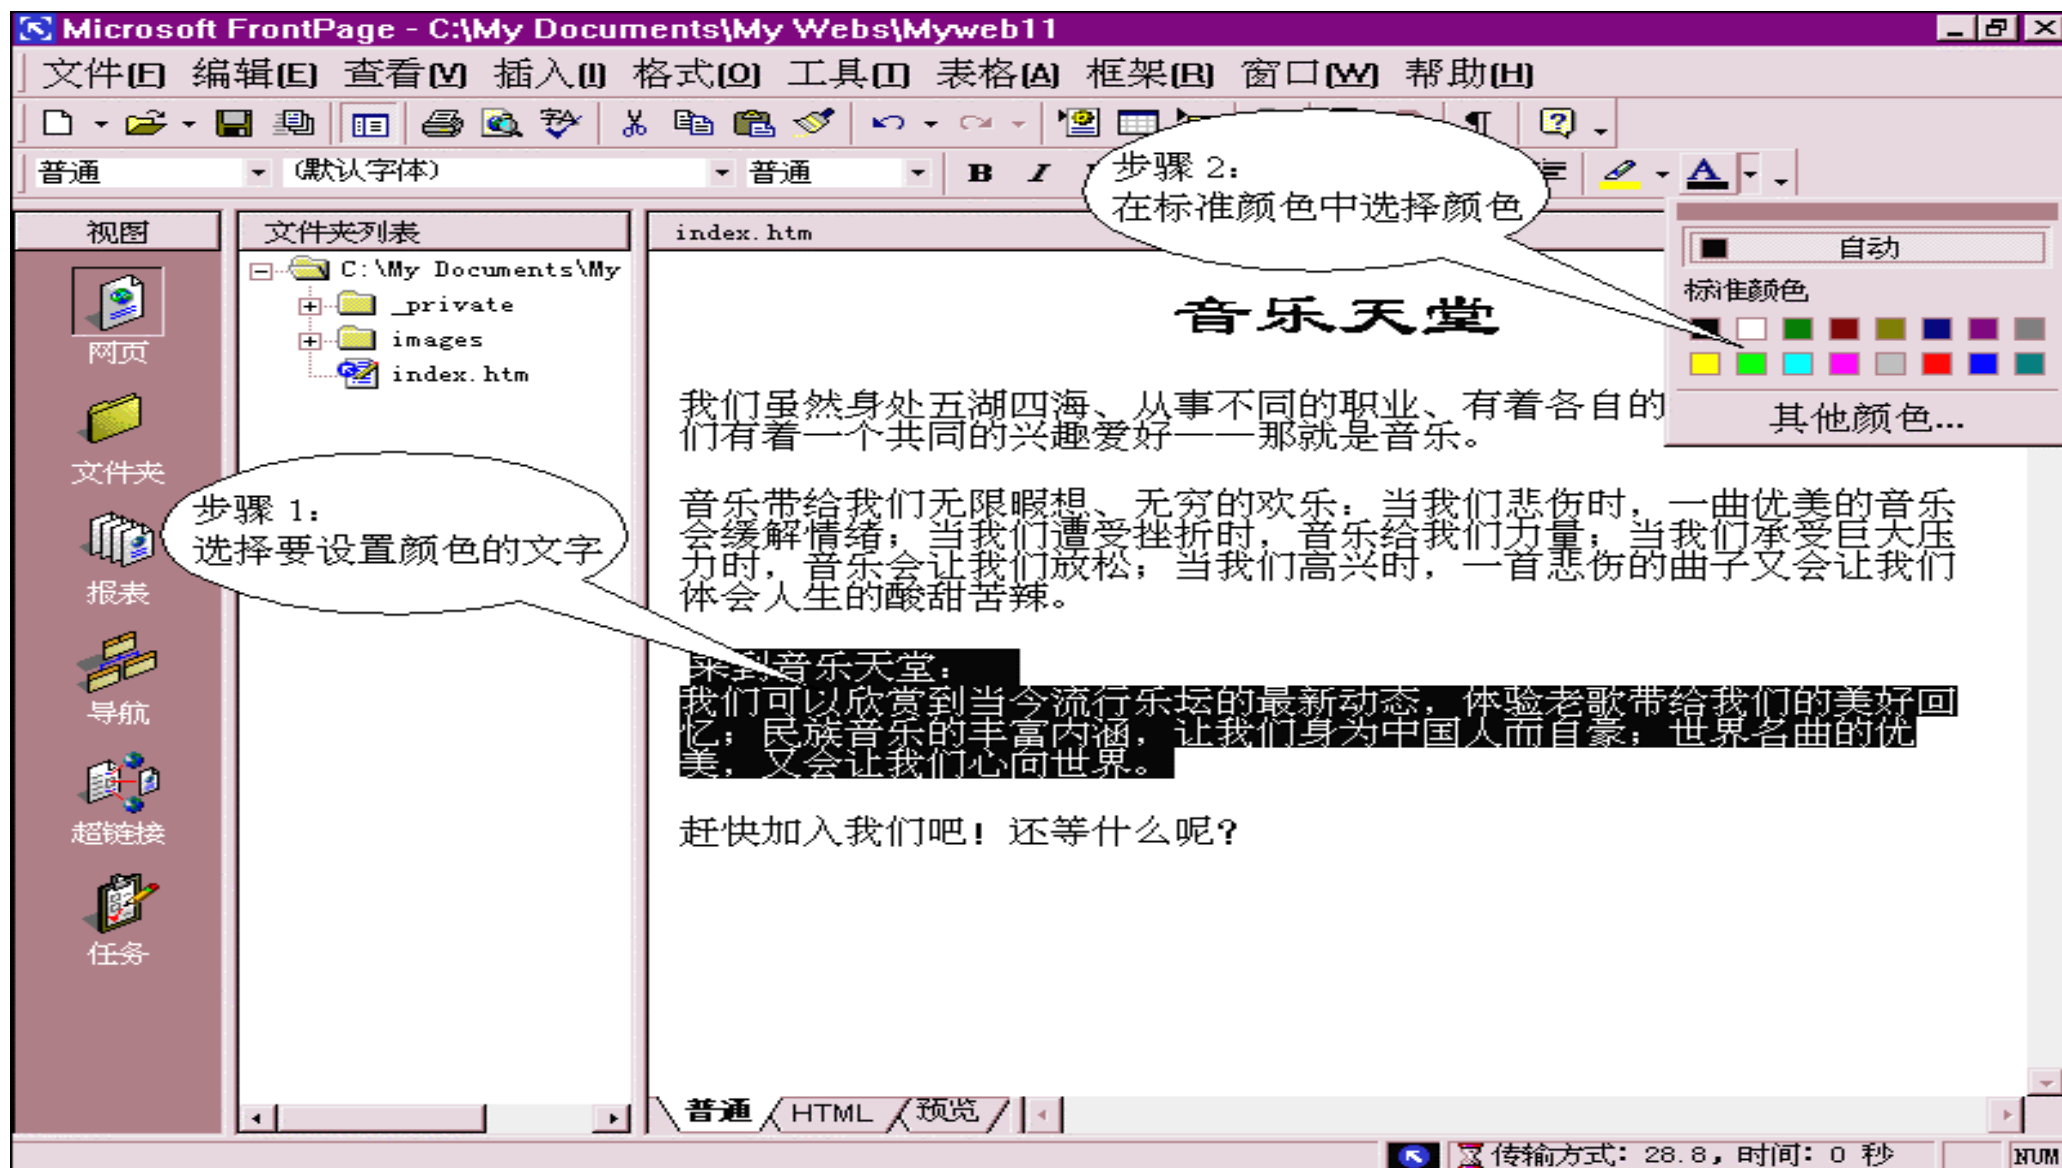 Microsoft FrontPage - C:\My Documents\My Webs\Myweb11
文件(F) 编辑(E) 查看(V) 插入(I) 格式(O) 工具(T) 表格(A) 框架(R) 窗口(W) 帮助(H)
普通 (默认字体) 普通 B I A
步骤 2：
在标准颜色中选择颜色
视图
网页
文件夹
报表
导航
超链接
任务
文件夹列表
C:\My Documents\My
_private
images
index.htm
步骤 1：
选择要设置颜色的文字
index.htm
音乐天堂
我们虽然身处五湖四海、从事不同的职业、有着各自的
们有着一个共同的兴趣爱好——那就是音乐。
音乐带给我们无限暇想、无穷的欢乐：当我们悲伤时，一曲优美的音乐
会缓解情绪；当我们遭受挫折时，音乐给我们力量；当我们承受巨大压
力时，音乐会让我们放松；当我们高兴时，一首悲伤的曲子又会让我们
体会人生的酸甜苦辣。
来到音乐天堂：
我们可以欣赏到当今流行乐坛的最新动态，体验老歌带给我们的美好回
忆；民族音乐的丰富内涵，让我们身为中国人而自豪；世界名曲的优
美，又会让我们心向世界。
赶快加入我们吧！还等什么呢？
自动
标准颜色
其他颜色...
普通 HTML 预览
传输方式：28.8，时间：0 秒 NUM